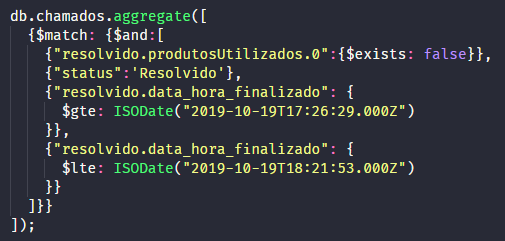 db.chamados.aggregate([
  {$match: {$and:[
    {"resolvido.produtosUtilizados.0":{$exists: false}},
    {"status":'Resolvido'},
    {"resolvido.data_hora_finalizado": {
      $gte: ISODate("2019-10-19T17:26:29.000Z")
    }},
    {"resolvido.data_hora_finalizado": {
      $lte: ISODate("2019-10-19T18:21:53.000Z")
    }}
  ]}}
]);